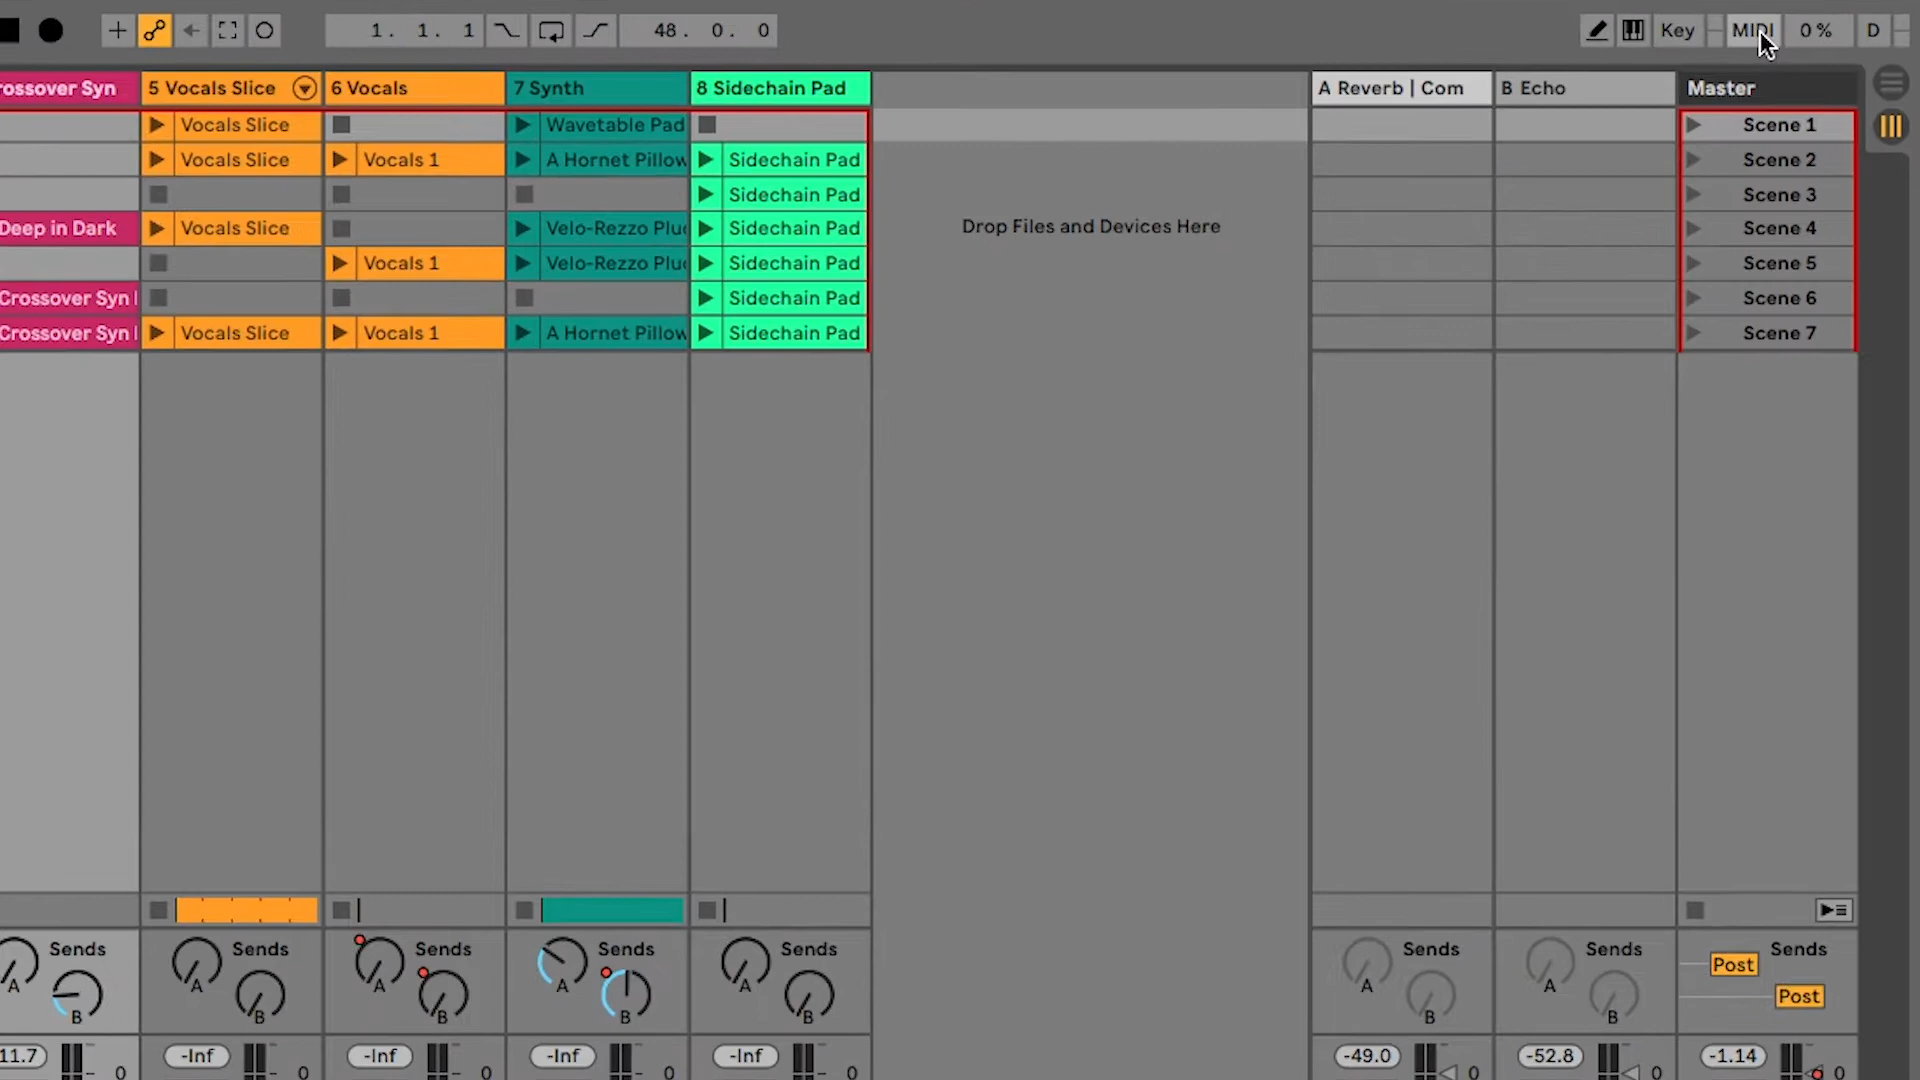 1. 1. 1
48. 0. 0
Key
MIDI
0 %
D
rossover Syn
5 Vocals Slice
6 Vocals
7 Synth
8 Sidechain Pad
A Reverb | Com
B Echo
Master
Vocals Slice
Wavetable Pad
Scene 1
Vocals Slice
Vocals 1
A Hornet Pillow
Sidechain Pad
Scene 2
Sidechain Pad
Scene 3
Deep in Dark
Vocals Slice
Velo-Rezzo Plu
Sidechain Pad
Drop Files and Devices Here
Scene 4
Vocals 1
Velo-Rezzo Plu
Sidechain Pad
Scene 5
Crossover Syn
Sidechain Pad
Scene 6
Crossover Syn
Vocals Slice
Vocals 1
A Hornet Pillow
Sidechain Pad
Scene 7
Sends
Sends
Sends
Sends
Sends
Sends
Sends
Sends
Post
A
A
A
A
A
A
A
Post
B
B
B
B
B
B
B
11.7
-Inf
-Inf
-Inf
-Inf
-49.0
-52.8
-1.14
0
0
0
0
0
0
0
0